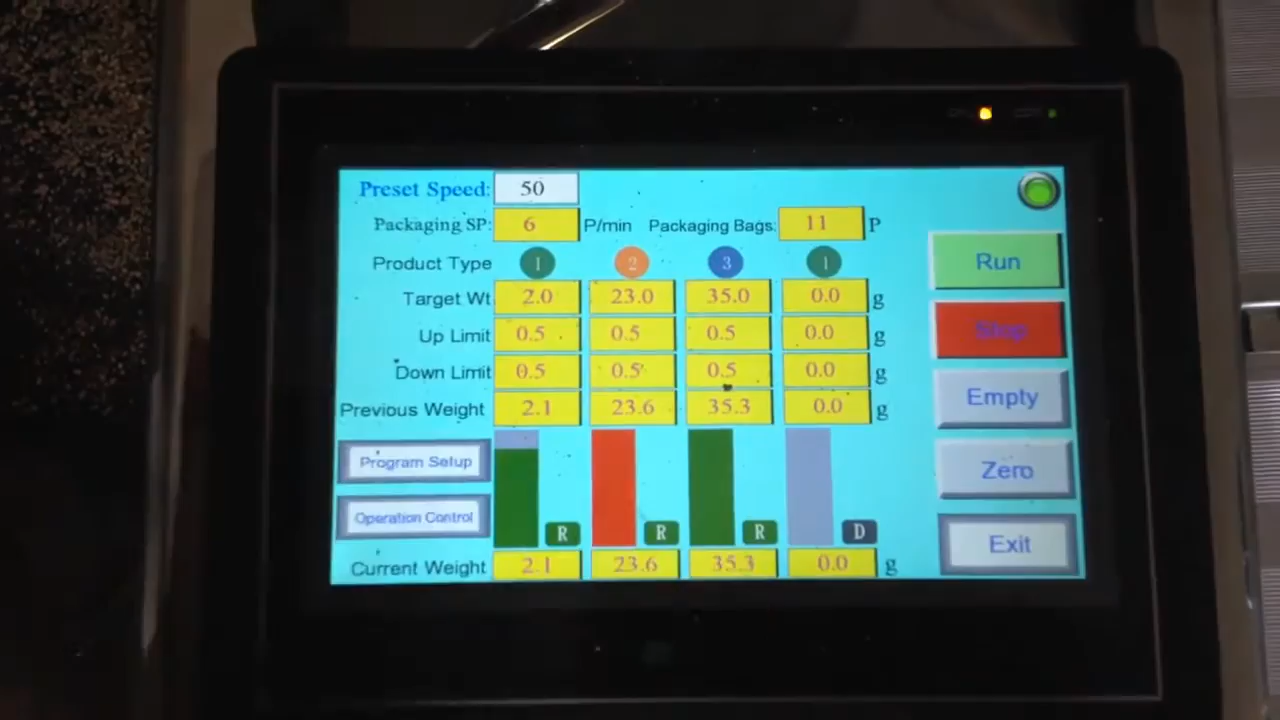 Preset Speed: 50
Packaging SP: 6 P/min Packaging Bags: 11 P
Product Type 1 2 3 1
Target Wt 2.0 23.0 35.0 0.0 g
Up Limit 0.5 0.5 0.5 0.0 g
Down Limit 0.5 0.5 0.5 0.0 g
Previous Weight 2.1 23.6 35.3 0.0 g
R R R D
Current Weight 2.1 23.6 35.3 0.0 g
Program Setup
Operation Control
Run
Stop
Empty
Zero
Exit